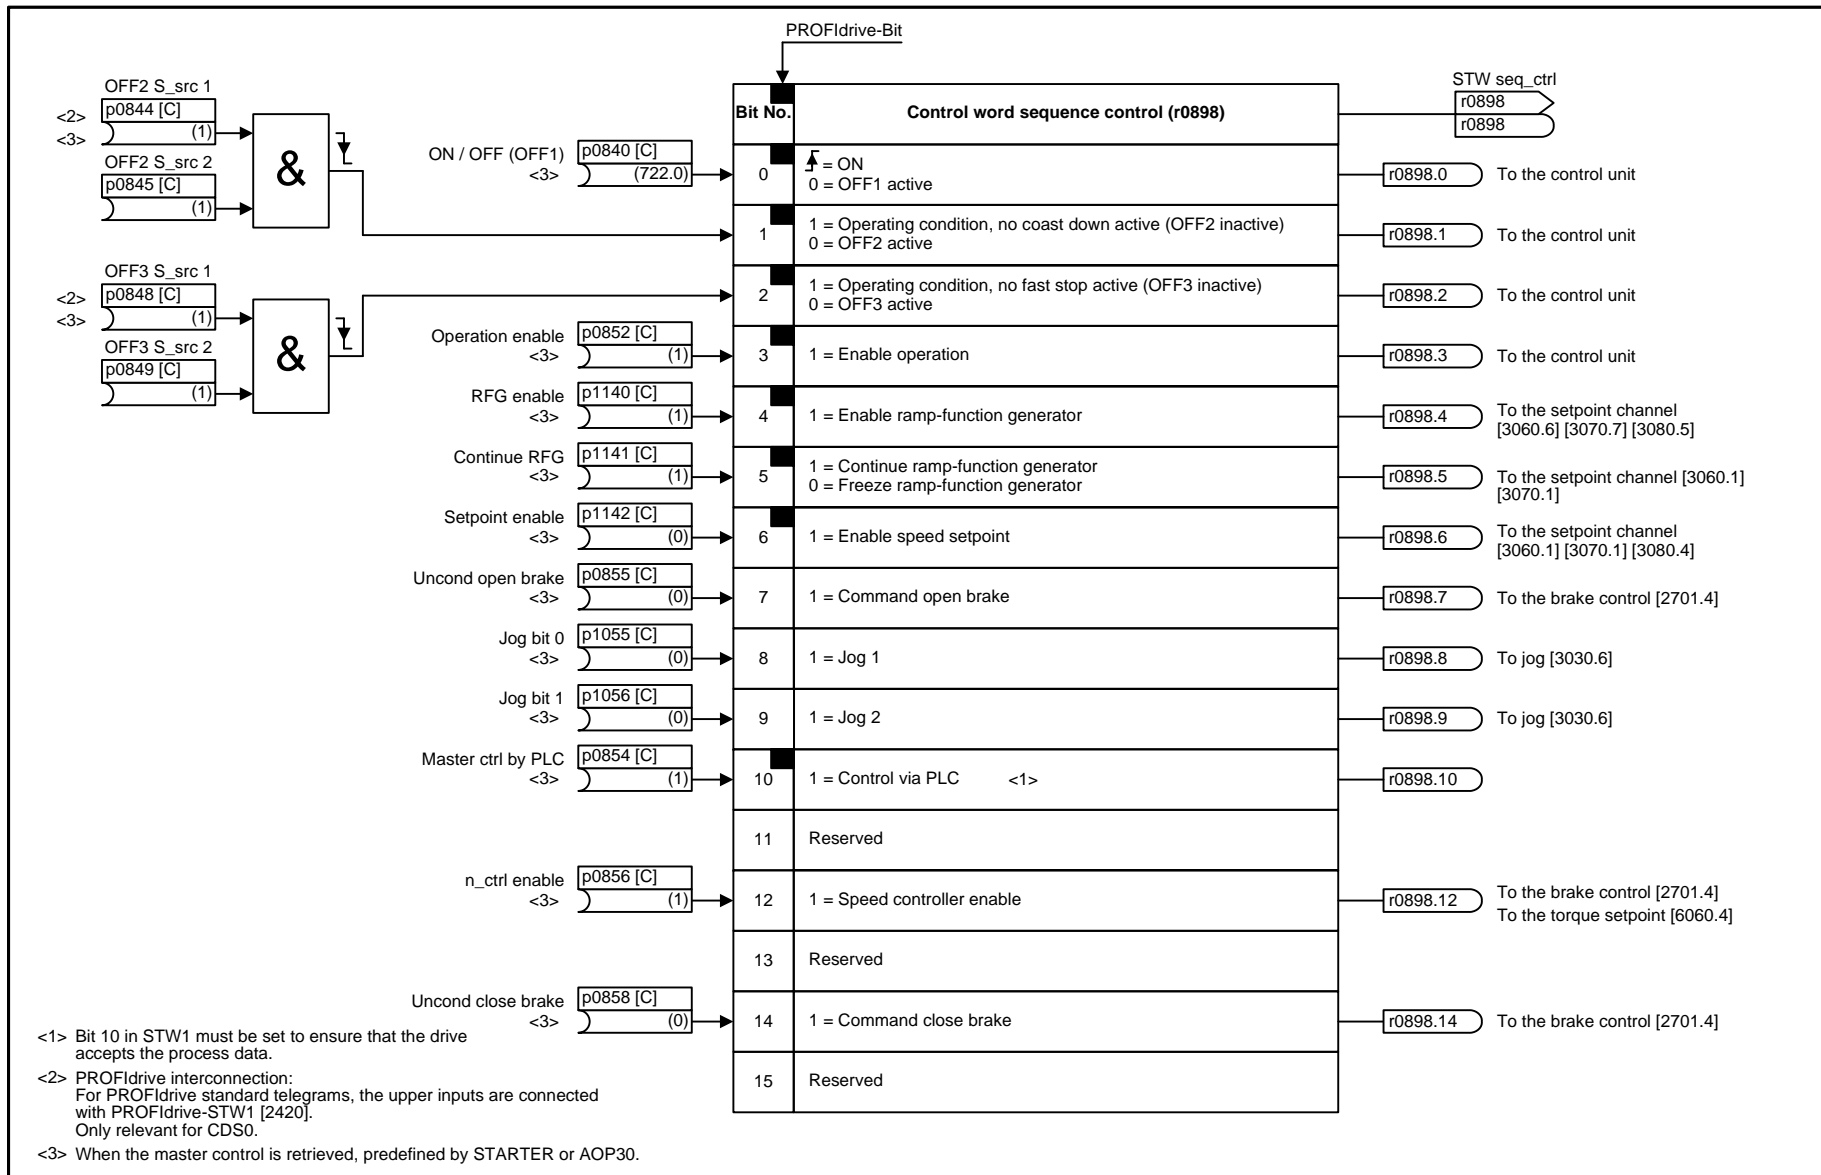 PROFIdrive-Bit
OFF2 S_src 1
<2> p0844 [C]
<3> (1)
OFF2 S_src 2
p0845 [C]
(1)
&
STW seq_ctrl
r0898
r0898
Bit No. Control word sequence control (r0898)
ON / OFF (OFF1) p0840 [C]
<3> (722.0)
0 = ON
0 = OFF1 active
r0898.0 To the control unit
1 1 = Operating condition, no coast down active (OFF2 inactive)
0 = OFF2 active
r0898.1 To the control unit
OFF3 S_src 1
<2> p0848 [C]
<3> (1)
OFF3 S_src 2
p0849 [C]
(1)
&
2 1 = Operating condition, no fast stop active (OFF3 inactive)
0 = OFF3 active
r0898.2 To the control unit
Operation enable p0852 [C]
<3> (1)
3 1 = Enable operation
r0898.3 To the control unit
RFG enable p1140 [C]
<3> (1)
4 1 = Enable ramp-function generator
r0898.4 To the setpoint channel
[3060.6] [3070.7] [3080.5]
Continue RFG p1141 [C]
<3> (1)
5 1 = Continue ramp-function generator
0 = Freeze ramp-function generator
r0898.5 To the setpoint channel [3060.1]
[3070.1]
Setpoint enable p1142 [C]
<3> (0)
6 1 = Enable speed setpoint
r0898.6 To the setpoint channel
[3060.1] [3070.1] [3080.4]
Uncond open brake p0855 [C]
<3> (0)
7 1 = Command open brake
r0898.7 To the brake control [2701.4]
Jog bit 0 p1055 [C]
<3> (0)
8 1 = Jog 1
r0898.8 To jog [3030.6]
Jog bit 1 p1056 [C]
<3> (0)
9 1 = Jog 2
r0898.9 To jog [3030.6]
Master ctrl by PLC p0854 [C]
<3> (1)
10 1 = Control via PLC <1>
r0898.10
11 Reserved
n_ctrl enable p0856 [C]
<3> (1)
12 1 = Speed controller enable
r0898.12 To the brake control [2701.4]
To the torque setpoint [6060.4]
13 Reserved
Uncond close brake p0858 [C]
<3> (0)
14 1 = Command close brake
r0898.14 To the brake control [2701.4]
15 Reserved
<1> Bit 10 in STW1 must be set to ensure that the drive
accepts the process data.
<2> PROFIdrive interconnection:
For PROFIdrive standard telegrams, the upper inputs are connected
with PROFIdrive-STW1 [2420].
Only relevant for CDS0.
<3> When the master control is retrieved, predefined by STARTER or AOP30.